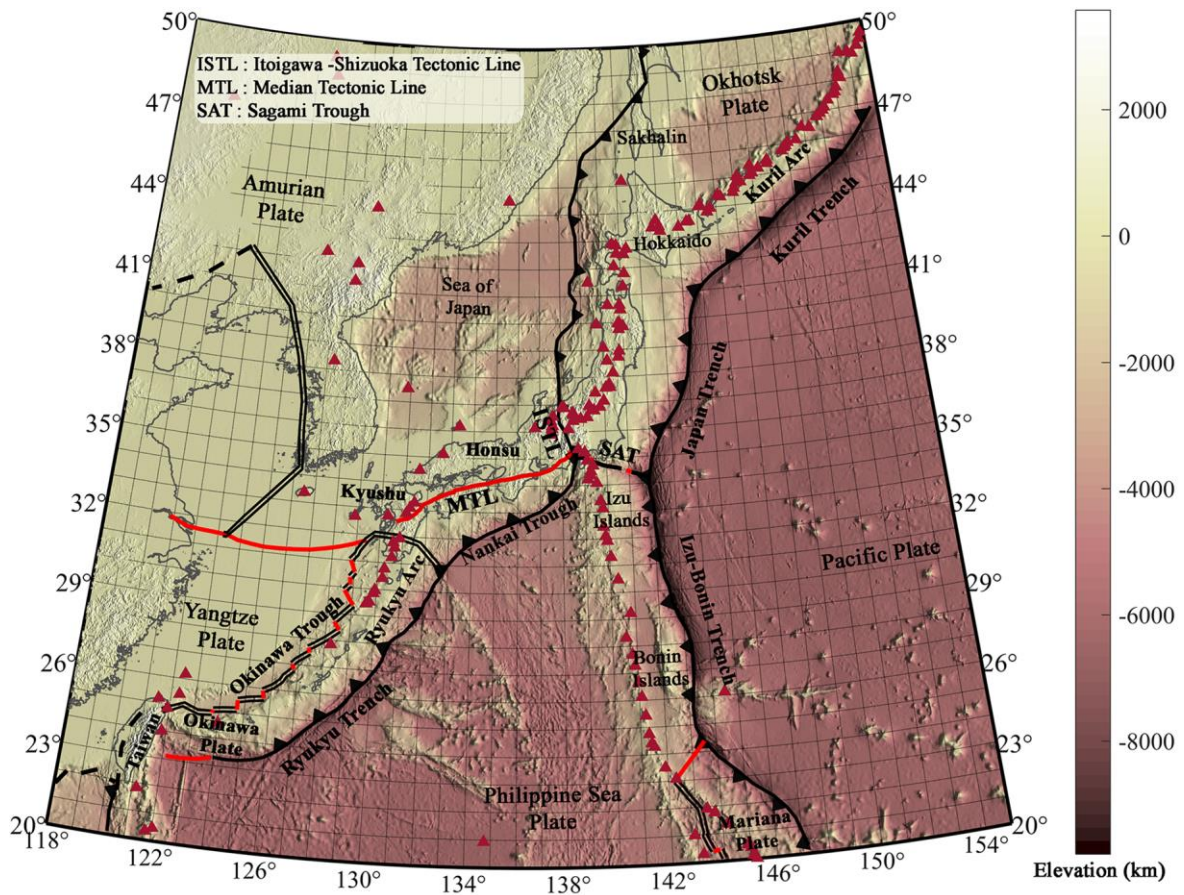 50°
50°
ISTL : Itoigawa -Shizuoka Tectonic Line
MTL : Median Tectonic Line
SAT : Sagami Trough
Okhotsk
Plate
47°
47°
2000
Sakhalin
Kuril Arc
44°
44°
Amurian
Plate
Kuril Trench
Hokkaido
0
41°
41°
Sea of
Japan
38°
38°
-2000
Japan Trench
35°
35°
ISTL
SAT
Honsu
-4000
Kyushu
MTL
32°
32°
Izu
Islands
Nankai Trough
Pacific Plate
Izu-Bonin Trench
29°
29°
Ryukyu Arc
-6000
Yangtze
Plate
Okinawa Trough
26°
26°
Bonin
Islands
Ryukyu Trench
Okinawa
Plate
Taiwan
23°
23°
-8000
Philippine Sea
Plate
Mariana
Plate
20°
20°
118°
122°
126°
130°
134°
138°
142°
146°
150°
154°
Elevation (km)